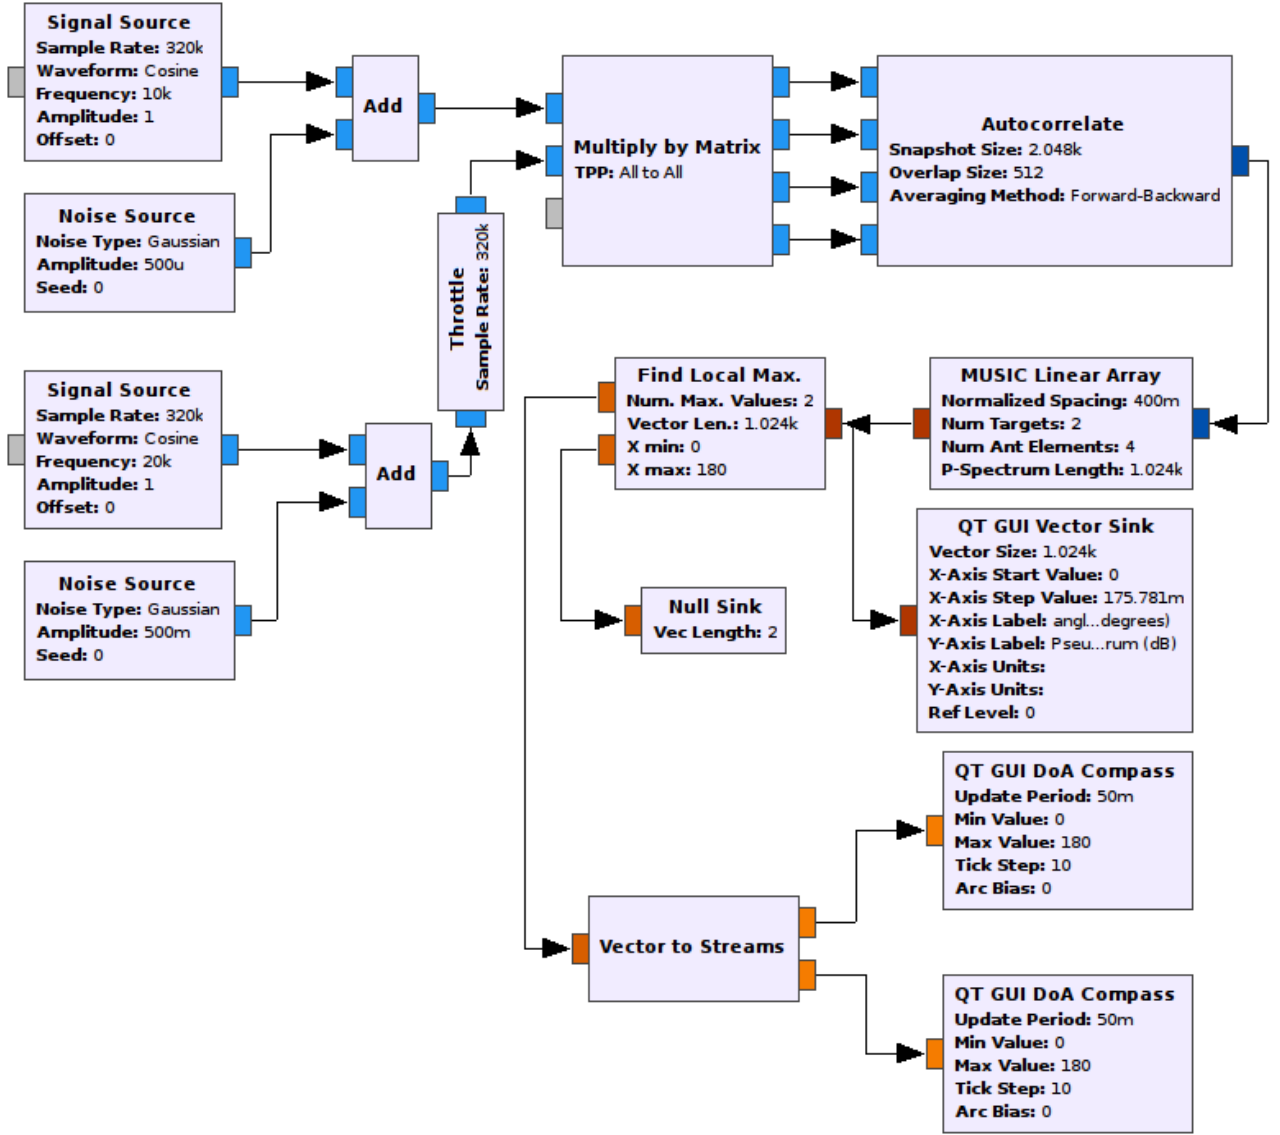 Signal Source
Sample Rate: 320k
Waveform: Cosine
Frequency: 10k
Amplitude: 1
Offset: 0
Noise Source
Noise Type: Gaussian
Amplitude: 500u
Seed: 0
Add
Multiply by Matrix
TPP: All to All
Autocorrelate
Snapshot Size: 2.048k
Overlap Size: 512
Averaging Method: Forward-Backward
Throttle
Sample Rate: 320k
Signal Source
Sample Rate: 320k
Waveform: Cosine
Frequency: 20k
Amplitude: 1
Offset: 0
Noise Source
Noise Type: Gaussian
Amplitude: 500m
Seed: 0
Add
Find Local Max.
Num. Max. Values: 2
Vector Len.: 1.024k
X min: 0
X max: 180
MUSIC Linear Array
Normalized Spacing: 400m
Num Targets: 2
Num Ant Elements: 4
P-Spectrum Length: 1.024k
Null Sink
Vec Length: 2
QT GUI Vector Sink
Vector Size: 1.024k
X-Axis Start Value: 0
X-Axis Step Value: 175.781m
X-Axis Label: angl...degrees)
Y-Axis Label: Pseu...rum (dB)
X-Axis Units:
Y-Axis Units:
Ref Level: 0
QT GUI DoA Compass
Update Period: 50m
Min Value: 0
Max Value: 180
Tick Step: 10
Arc Bias: 0
Vector to Streams
QT GUI DoA Compass
Update Period: 50m
Min Value: 0
Max Value: 180
Tick Step: 10
Arc Bias: 0